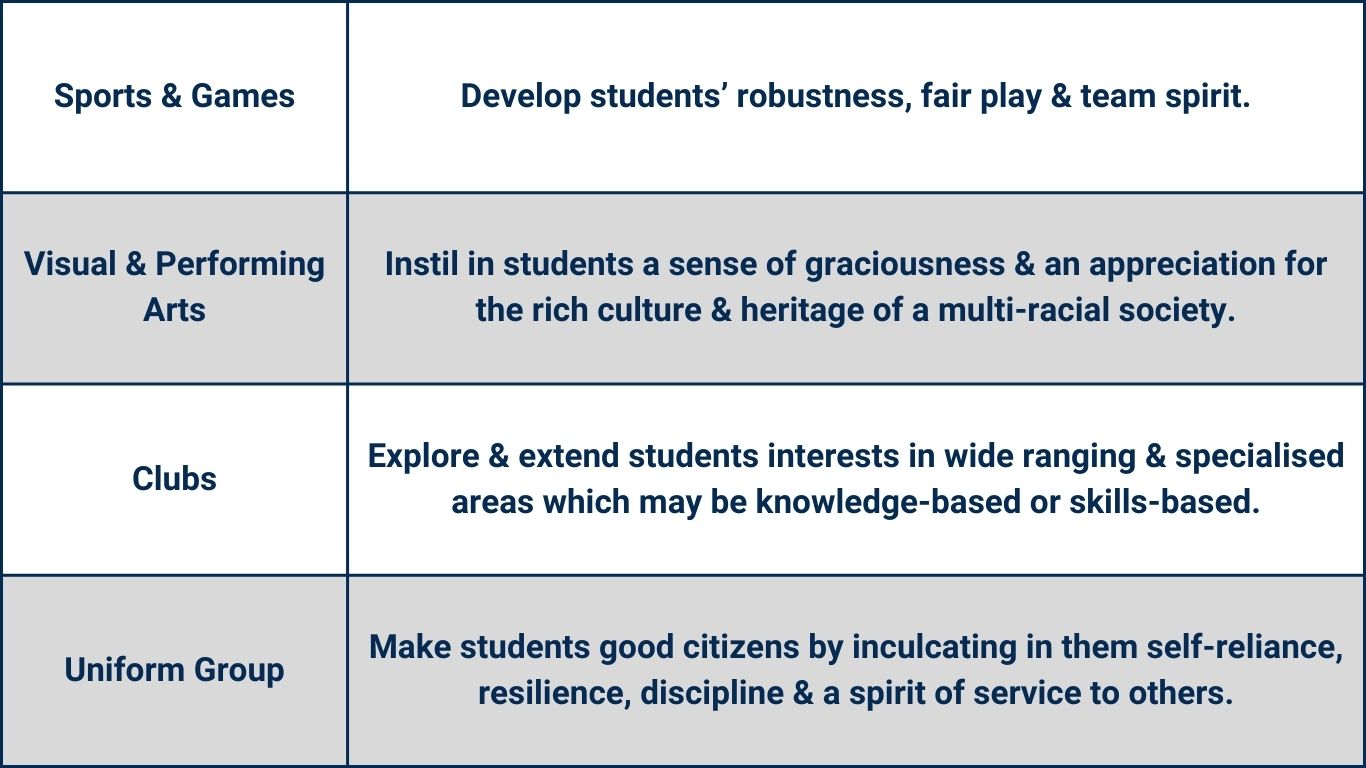 Sports & Games
Develop students’ robustness, fair play & team spirit.
Visual & Performing
Arts
Instil in students a sense of graciousness & an appreciation for
the rich culture & heritage of a multi-racial society.
Clubs
Explore & extend students interests in wide ranging & specialised
areas which may be knowledge-based or skills-based.
Uniform Group
Make students good citizens by inculcating in them self-reliance,
resilience, discipline & a spirit of service to others.